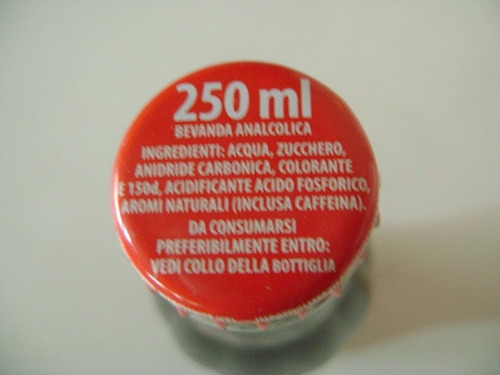 250 ml
BEVANDA ANALCOLICA
INGREDIENTI: ACQUA, ZUCCHERO,
ANIDRIDE CARBONICA, COLORANTE
E 150d, ACIDIFICANTE ACIDO FOSFORICO,
AROMI NATURALI (INCLUSA CAFFEINA).
DA CONSUMARSI
PREFERIBILMENTE ENTRO:
VEDI COLLO DELLA BOTTIGLIA